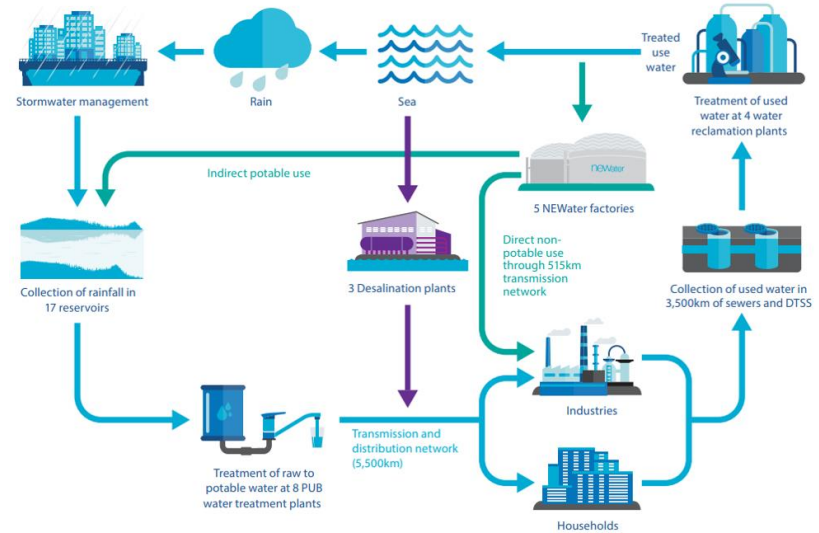 Treated
use
water
Stormwater management
Rain
Sea
Treatment of used
water at 4 water
reclamation plants
Indirect potable use
newater
5 NEWater factories
Direct non-
potable use
through 515km
transmission
network
Collection of rainfall in
17 reservoirs
3 Desalination plants
Collection of used water in
3,500km of sewers and DTSS
Industries
Transmission and
distribution network
(5,500km)
Treatment of raw to
potable water at 8 PUB
water treatment plants
Households